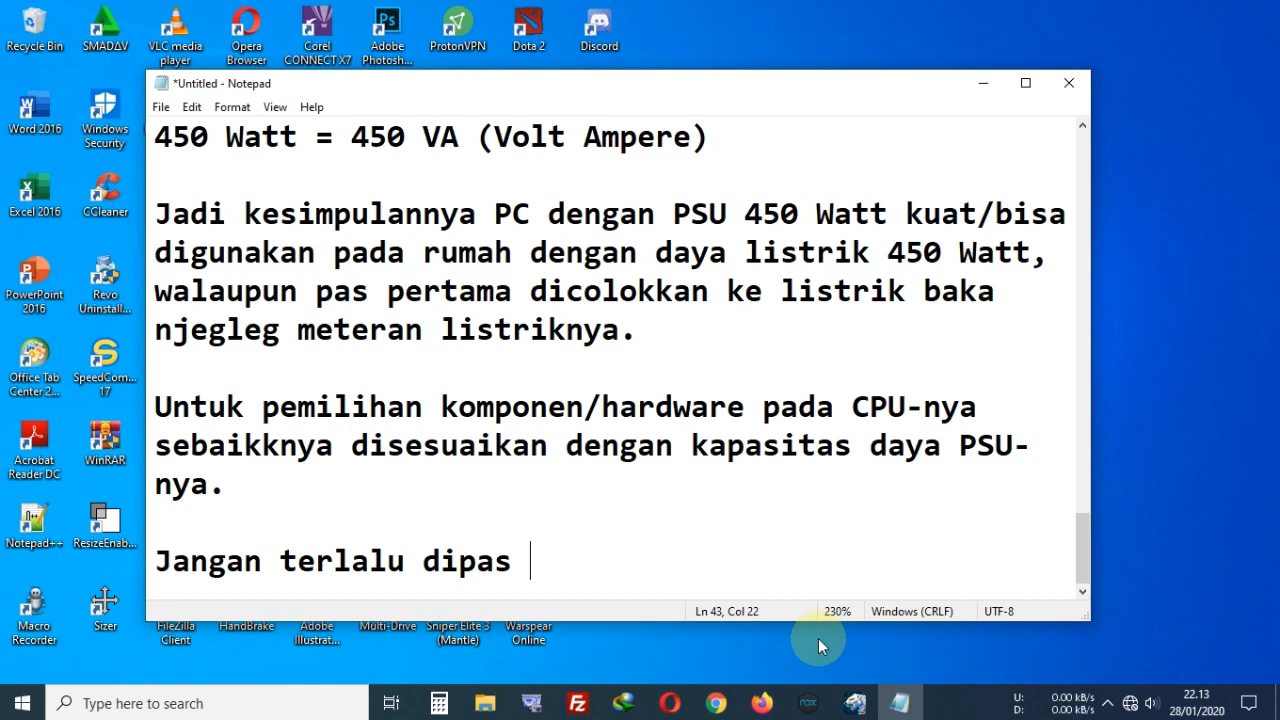 Recycle Bin
SMADΔV
VLC media
player
Opera
Browser
Corel
CONNECT X7
Adobe
Photosh...
ProtonVPN
Dota 2
Discord
*Untitled - Notepad
File Edit Format View Help
450 Watt = 450 VA (Volt Ampere)
Jadi kesimpulannya PC dengan PSU 450 Watt kuat/bisa
digunakan pada rumah dengan daya listrik 450 Watt,
walaupun pas pertama dicolokkan ke listrik baka
njegleg meteran listriknya.
Untuk pemilihan komponen/hardware pada CPU-nya
sebaikknya disesuaikan dengan kapasitas daya PSU-
nya.
Jangan terlalu dipas
Ln 43, Col 22
230%
Windows (CRLF)
UTF-8
Word 2016
Windows
Security
Excel 2016
CCleaner
PowerPoint
2016
Revo
Uninstall...
Office Tab
Center 2...
SpeedCom...
17
Acrobat
Reader DC
WinRAR
Notepad++
ResizeEnab...
Macro
Recorder
Sizer
FileZilla
Client
HandBrake
Adobe
Illustrat...
Multi-Drive
Sniper Elite 3
(Mantle)
Warspear
Online
Type here to search
U: 0.00 kB/s
D: 0.00 kB/s
22.13
28/01/2020